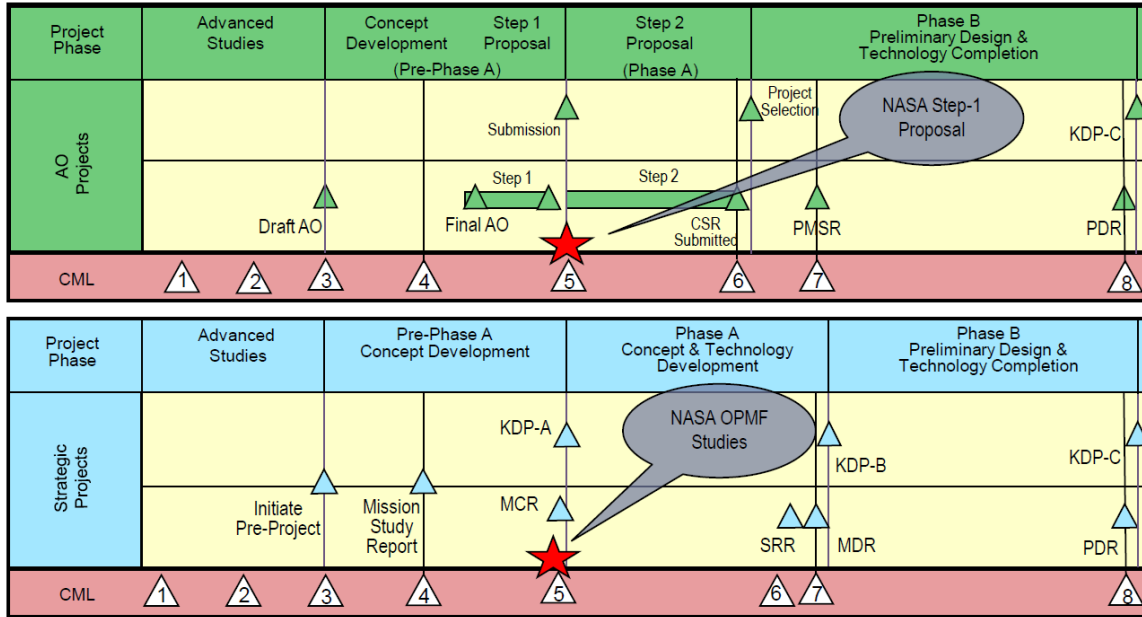 Project
Phase
Advanced
Studies
Concept
Development
(Pre-Phase A)
Step 1
Proposal
Step 2
Proposal
(Phase A)
Phase B
Preliminary Design &
Technology Completion
AO
Projects
Submission
Project
Selection
NASA Step-1
Proposal
KDP-C
Draft AO
Step 1
Final AO
Step 2
CSR
Submitted
PMSR
PDR
CML
1
2
3
4
5
6
7
8
Project
Phase
Advanced
Studies
Pre-Phase A
Concept Development
Phase A
Concept & Technology
Development
Phase B
Preliminary Design &
Technology Completion
Strategic
Projects
KDP-A
NASA OPMF
Studies
KDP-B
KDP-C
Initiate
Pre-Project
Mission
Study
Report
MCR
SRR
MDR
PDR
CML
1
2
3
4
5
6
7
8